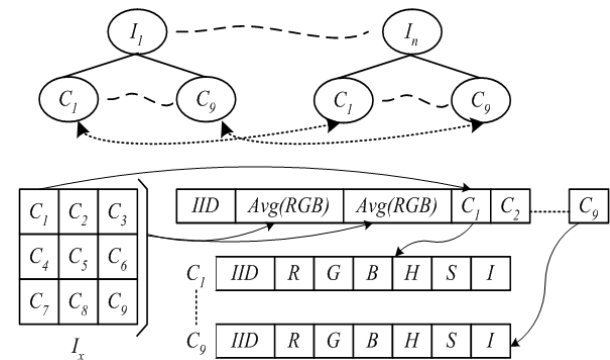 I₁ Iₙ
C₁ C₉ C₁ C₉
C₁ C₂ C₃
C₄ C₅ C₆
C₇ C₈ C₉
Iₓ
IID Avg(RGB) Avg(RGB) C₁ C₂ C₉
C₁ IID R G B H S I
C₉ IID R G B H S I